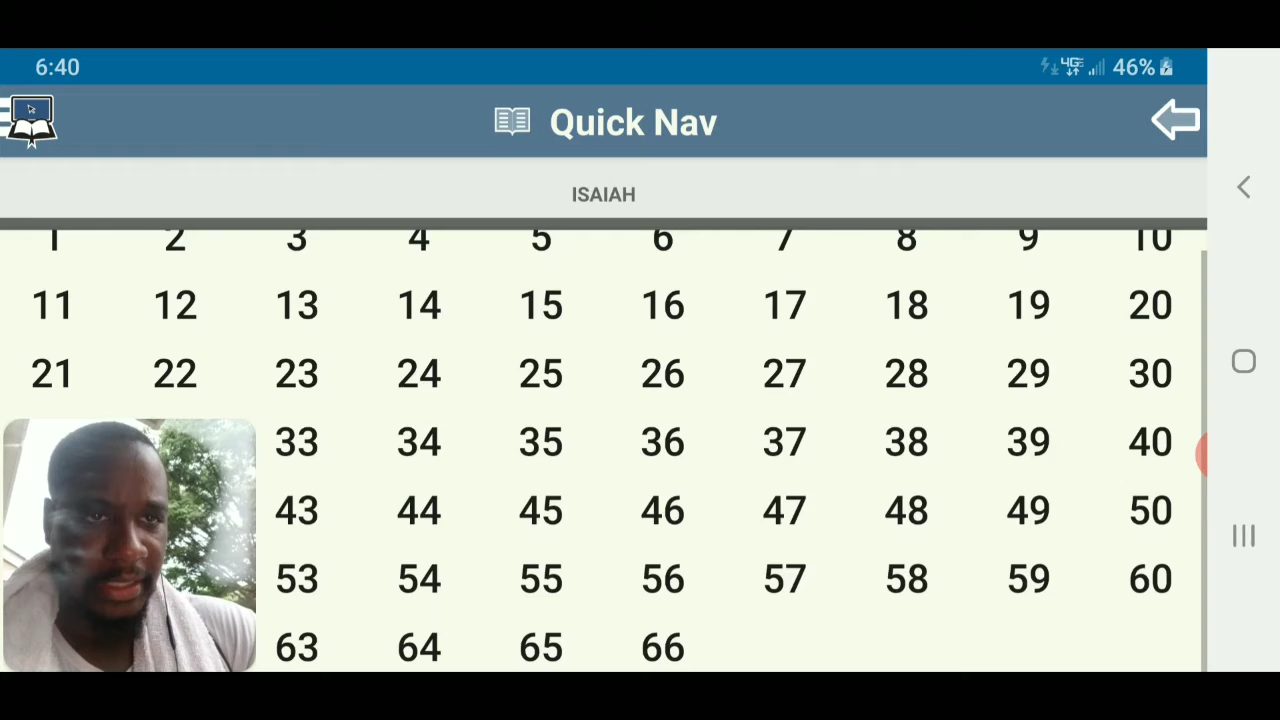 6:40
4G 46%
Quick Nav
ISAIAH
1 2 3 4 5 6 7 8 9 10
11 12 13 14 15 16 17 18 19 20
21 22 23 24 25 26 27 28 29 30
33 34 35 36 37 38 39 40
43 44 45 46 47 48 49 50
53 54 55 56 57 58 59 60
63 64 65 66